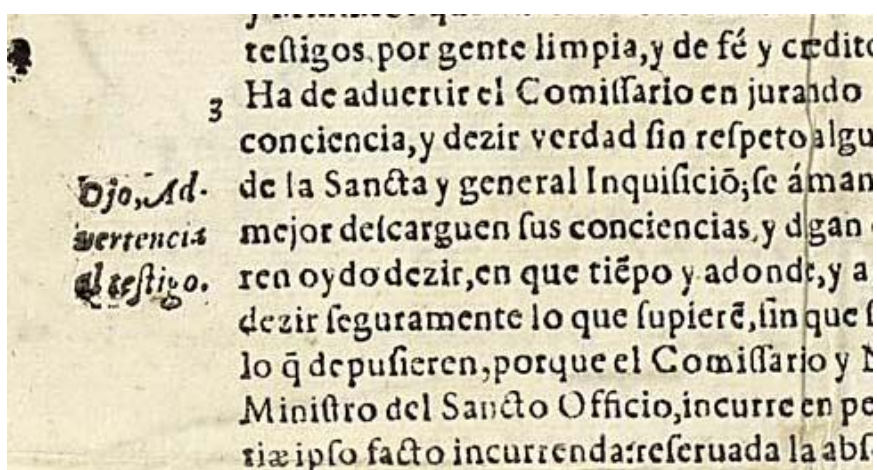 teſtigos por gente limpia, y de fé y credito
3 Ha de aduertir el Comiſſario en jurando
conciencia, y dezir verdad ſin reſpeto algu
Ojo, Ad-
uertencia
al teſtigo.
de la Sancta y general Inquiſiciō; ſe áman
mejor deſcarguen ſus conciencias, y digan
ren oydo dezir, en que tiẽpo y adonde, y a
dezir ſeguramente lo que ſupierẽ, ſin que
lo q̄ depuſieren, porque el Comiſſario y
Miniſtro del Sancto Officio, incurre en pe
tiæ ipſo facto incurrenda: reſeruada la abſ